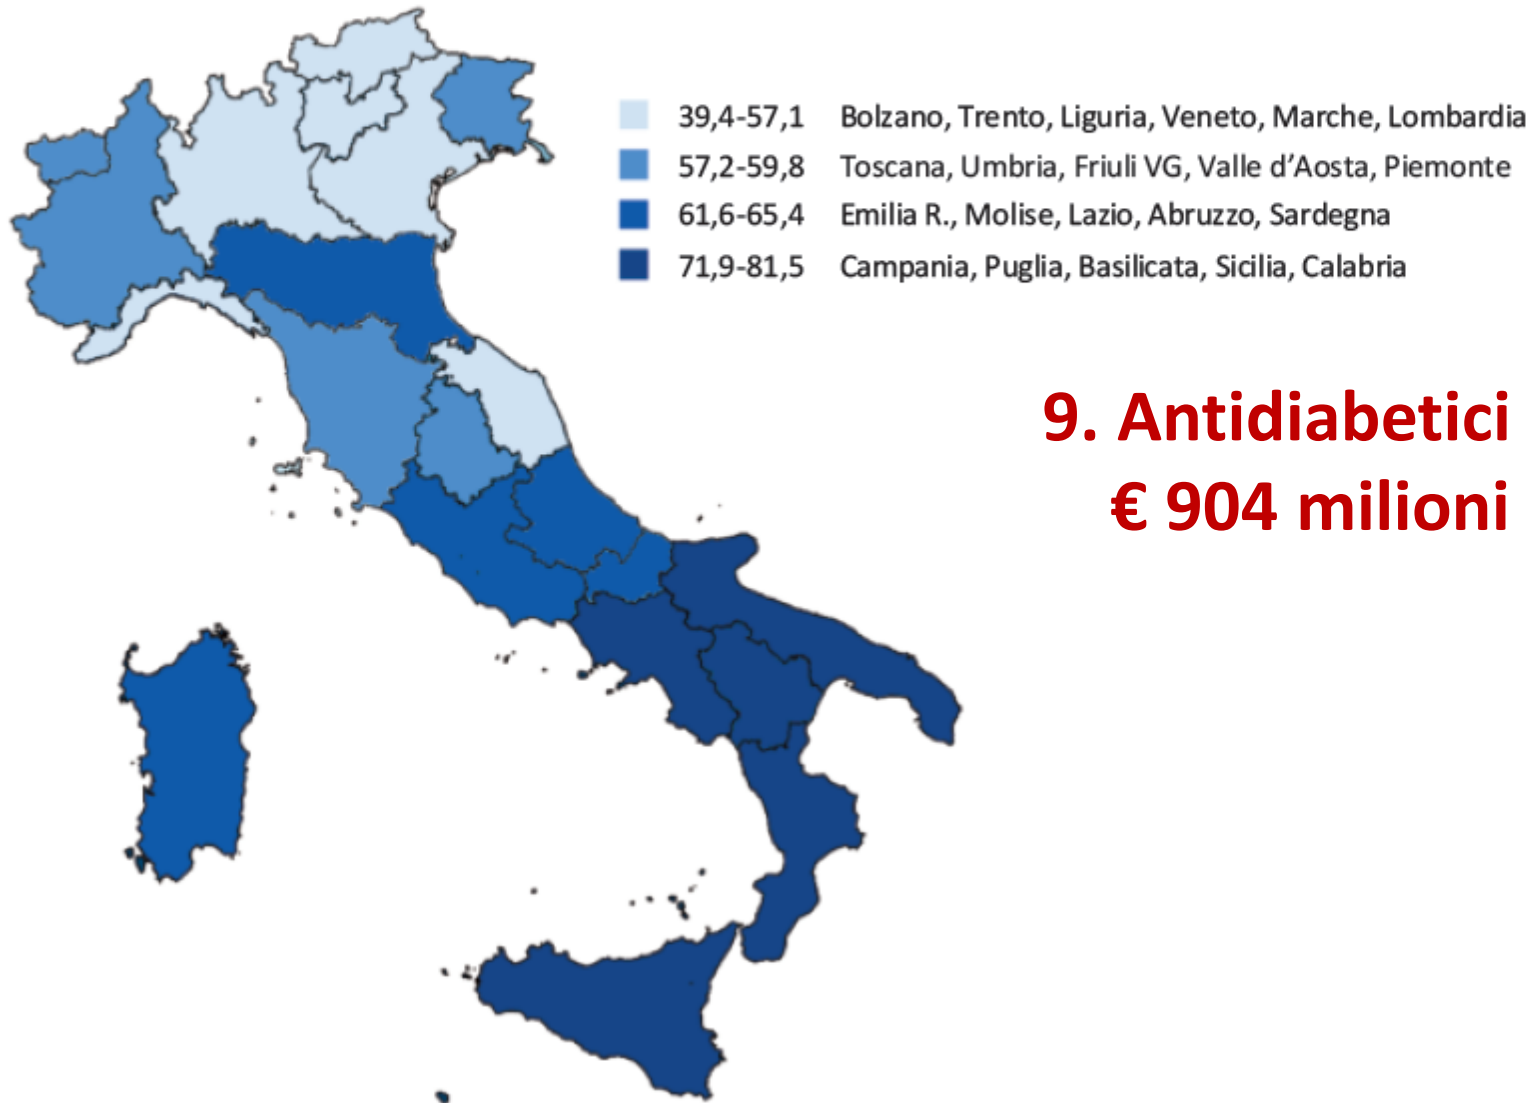 39,4-57,1 Bolzano, Trento, Liguria, Veneto, Marche, Lombardia
57,2-59,8 Toscana, Umbria, Friuli VG, Valle d’Aosta, Piemonte
61,6-65,4 Emilia R., Molise, Lazio, Abruzzo, Sardegna
71,9-81,5 Campania, Puglia, Basilicata, Sicilia, Calabria
9. Antidiabetici
€ 904 milioni